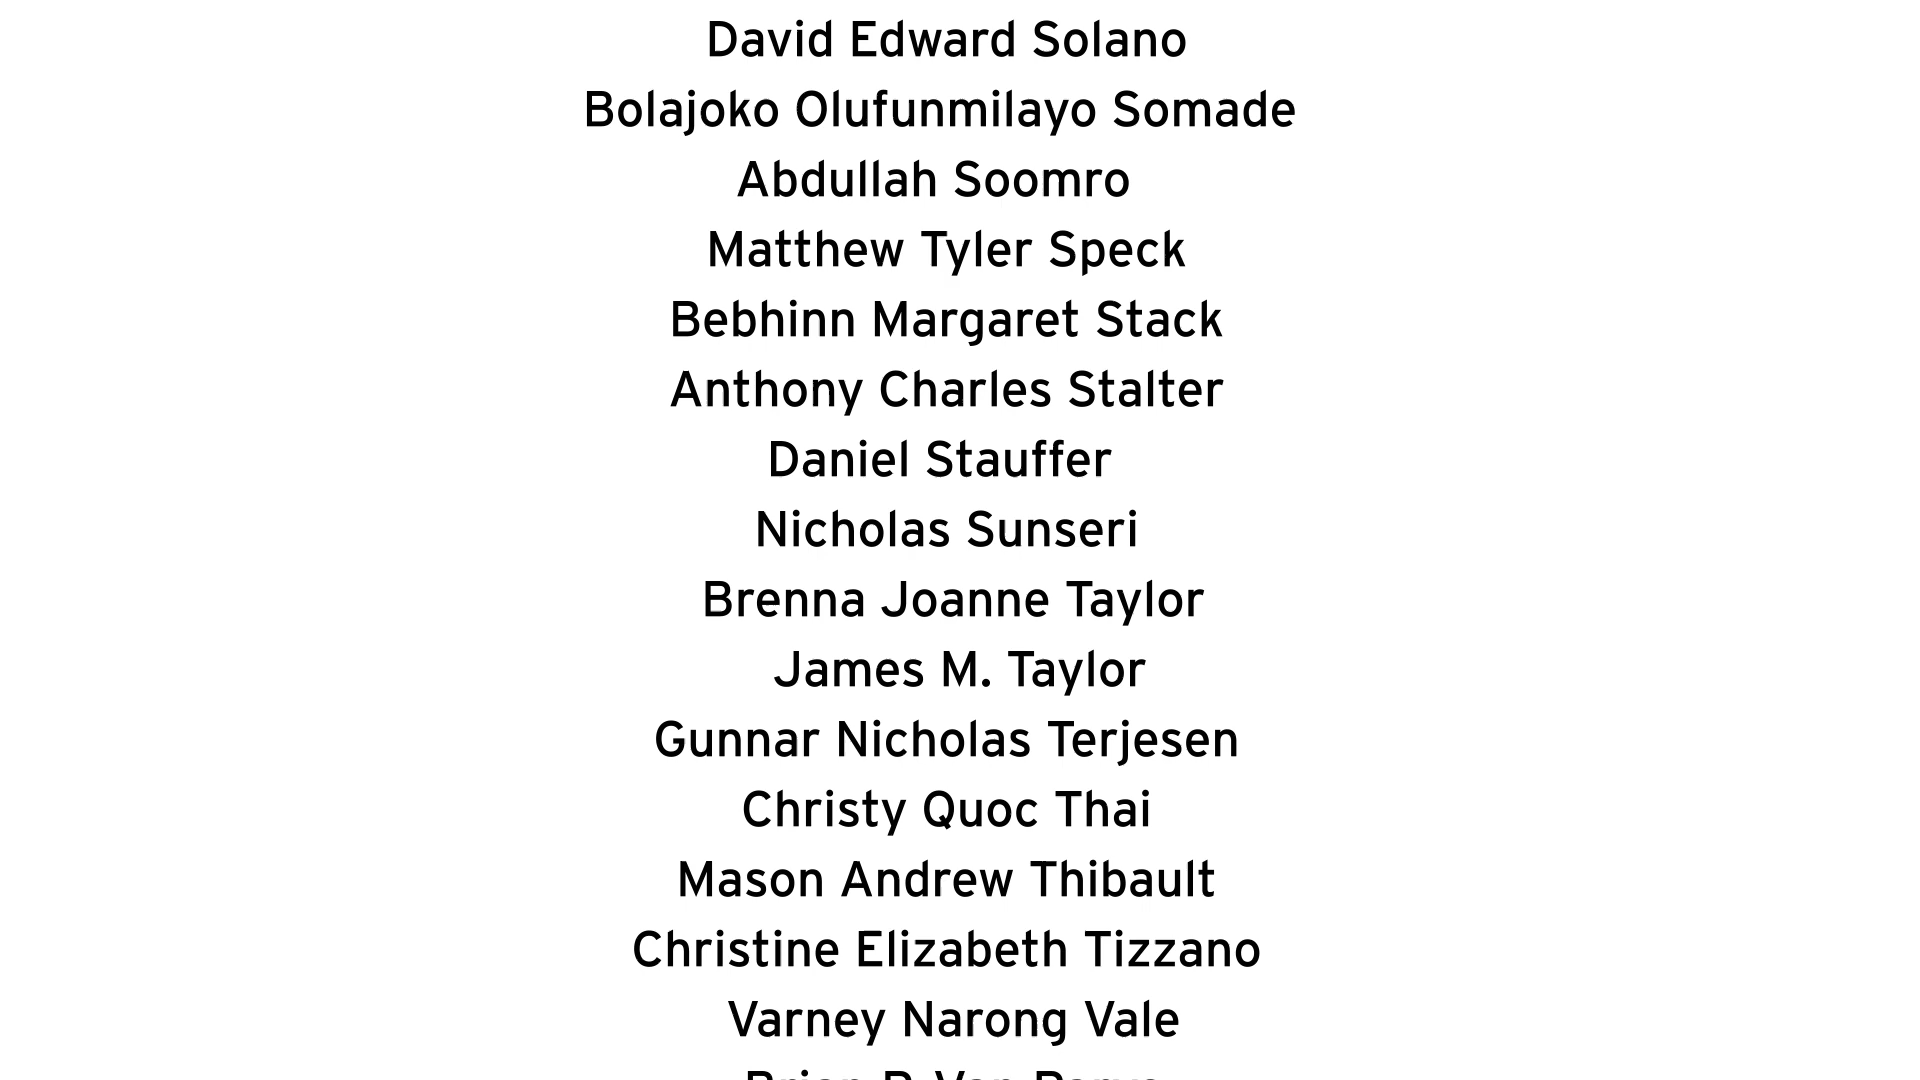 David Edward Solano
Bolajoko Olufunmilayo Somade
Abdullah Soomro
Matthew Tyler Speck
Bebhinn Margaret Stack
Anthony Charles Stalter
Daniel Stauffer
Nicholas Sunseri
Brenna Joanne Taylor
James M. Taylor
Gunnar Nicholas Terjesen
Christy Quoc Thai
Mason Andrew Thibault
Christine Elizabeth Tizzano
Varney Narong Vale